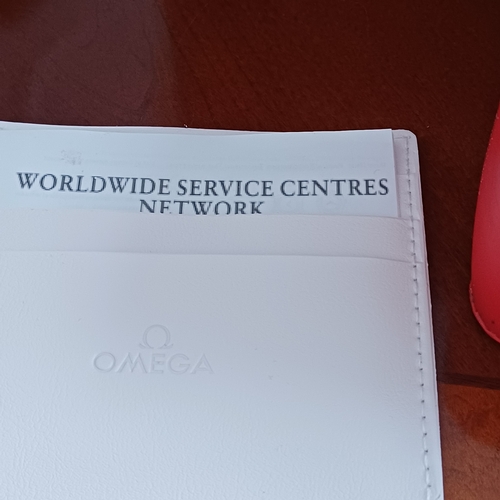 WORLDWIDE SERVICE CENTRES
NETWORK
OMEGA